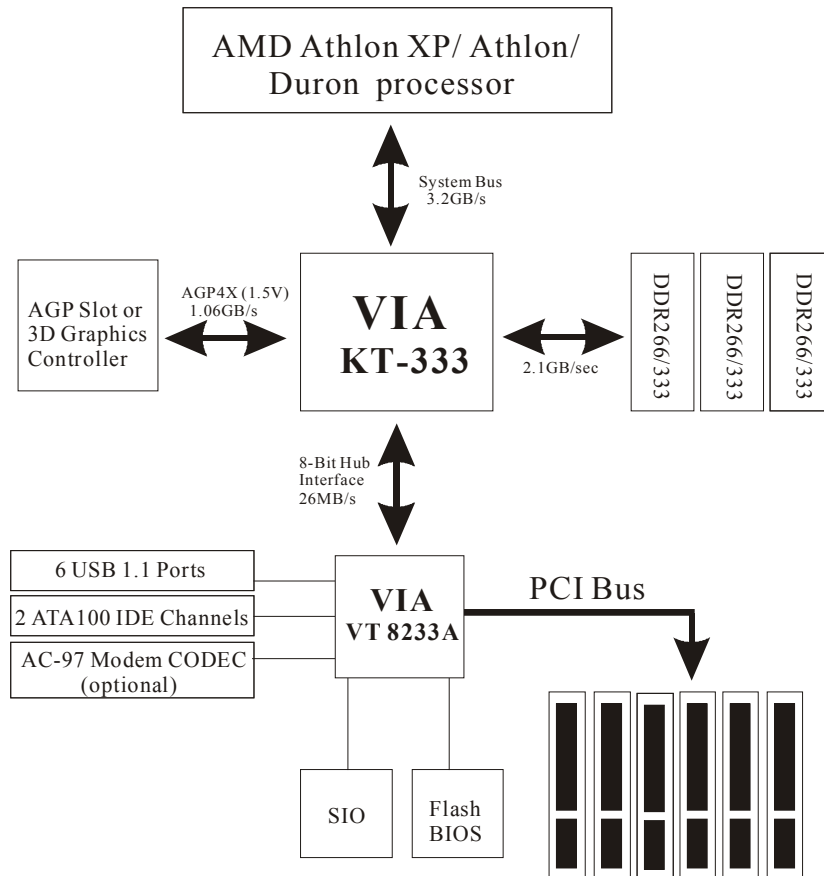 AMD Athlon XP/ Athlon/
Duron processor
System Bus
3.2GB/s
AGP Slot or
3D Graphics
Controller
AGP4X (1.5V)
1.06GB/s
VIA
KT-333
2.1GB/sec
DDR266/333
DDR266/333
DDR266/333
8-Bit Hub
Interface
26MB/s
6 USB 1.1 Ports
2 ATA100 IDE Channels
AC-97 Modem CODEC
(optional)
VIA
VT 8233A
PCI Bus
SIO
Flash
BIOS